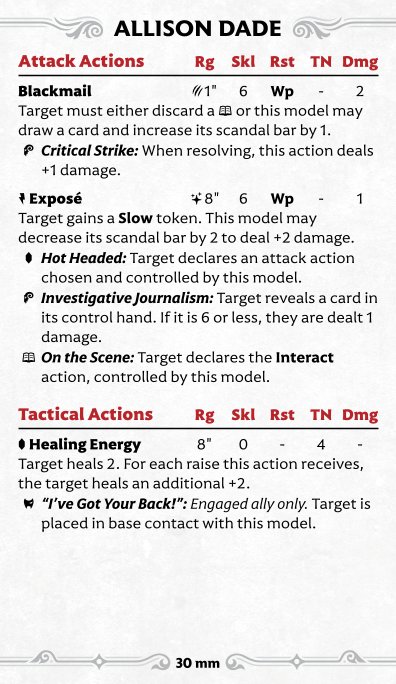 ALLISON DADE
Attack Actions Rg Skl Rst TN Dmg
Blackmail 1" 6 Wp - 2
Target must either discard a or this model may
draw a card and increase its scandal bar by 1.
Critical Strike: When resolving, this action deals
+1 damage.
Exposé 8" 6 Wp - 1
Target gains a Slow token. This model may
decrease its scandal bar by 2 to deal +2 damage.
Hot Headed: Target declares an attack action
chosen and controlled by this model.
Investigative Journalism: Target reveals a card in
its control hand. If it is 6 or less, they are dealt 1
damage.
On the Scene: Target declares the Interact
action, controlled by this model.
Tactical Actions Rg Skl Rst TN Dmg
Healing Energy 8" 0 - 4 -
Target heals 2. For each raise this action receives,
the target heals an additional +2.
“I’ve Got Your Back!”: Engaged ally only. Target is
placed in base contact with this model.
30 mm